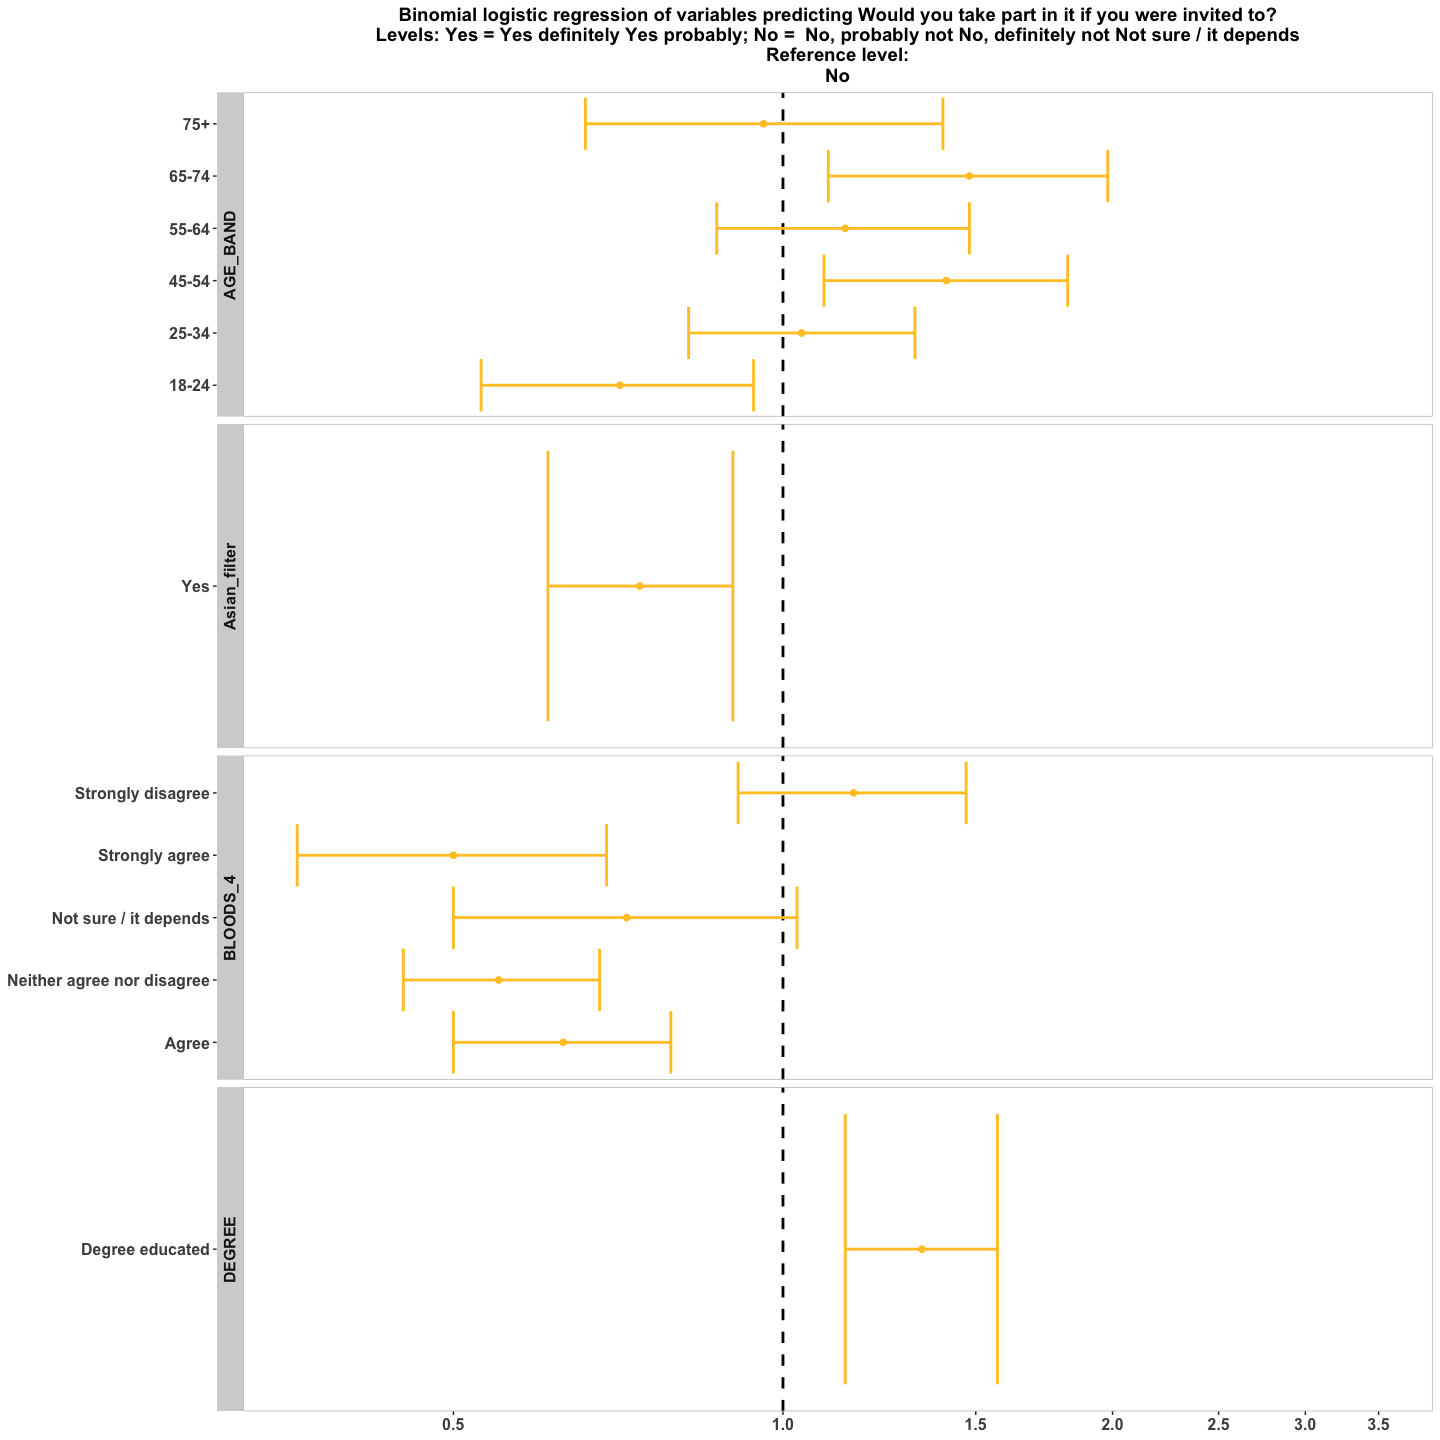 Binomial logistic regression of variables predicting Would you take part in it if you were invited to?
Levels: Yes = Yes definitely Yes probably; No =  No, probably not No, definitely not Not sure / it depends
Reference level:
No
AGE_BAND
75+
65-74
55-64
45-54
25-34
18-24
Asian_filter
Yes
BLOODS_4
Strongly disagree
Strongly agree
Not sure / it depends
Neither agree nor disagree
Agree
DEGREE
Degree educated
0.5 1.0 1.5 2.0 2.5 3.0 3.5